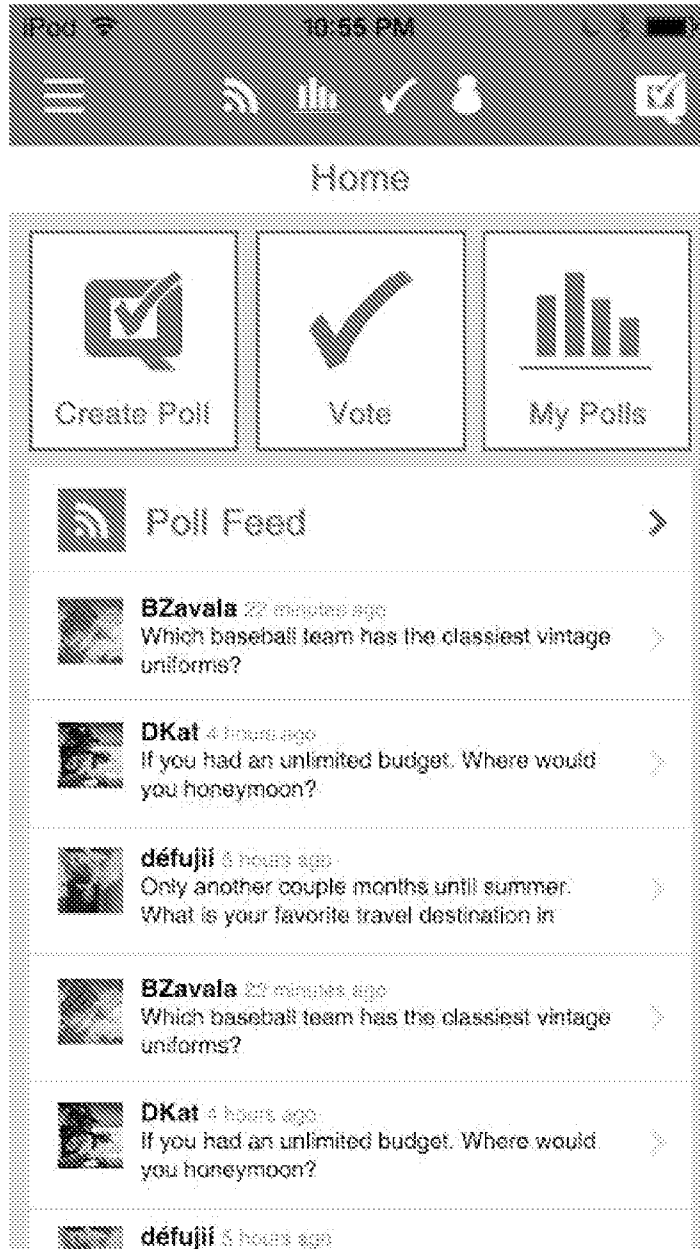 iPod 10:55 PM
Home
Create Poll Vote My Polls
Poll Feed
BZavala 22 minutes ago
Which baseball team has the classiest vintage
uniforms?
DKat 4 hours ago
If you had an unlimited budget. Where would
you honeymoon?
défujií 5 hours ago
Only another couple months until summer.
What is your favorite travel destination in
BZavala 22 minutes ago
Which baseball team has the classiest vintage
uniforms?
DKat 4 hours ago
If you had an unlimited budget. Where would
you honeymoon?
défujií 5 hours ago